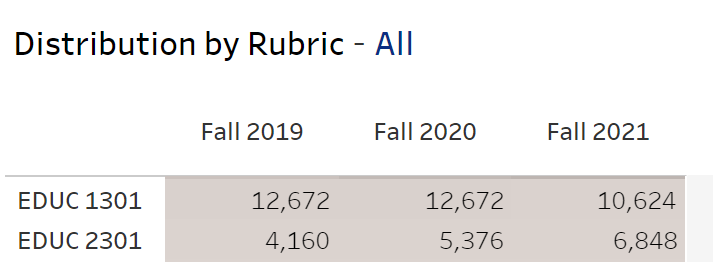 Distribution by Rubric - All
Fall 2019 Fall 2020 Fall 2021
EDUC 1301 12,672 12,672 10,624
EDUC 2301 4,160 5,376 6,848